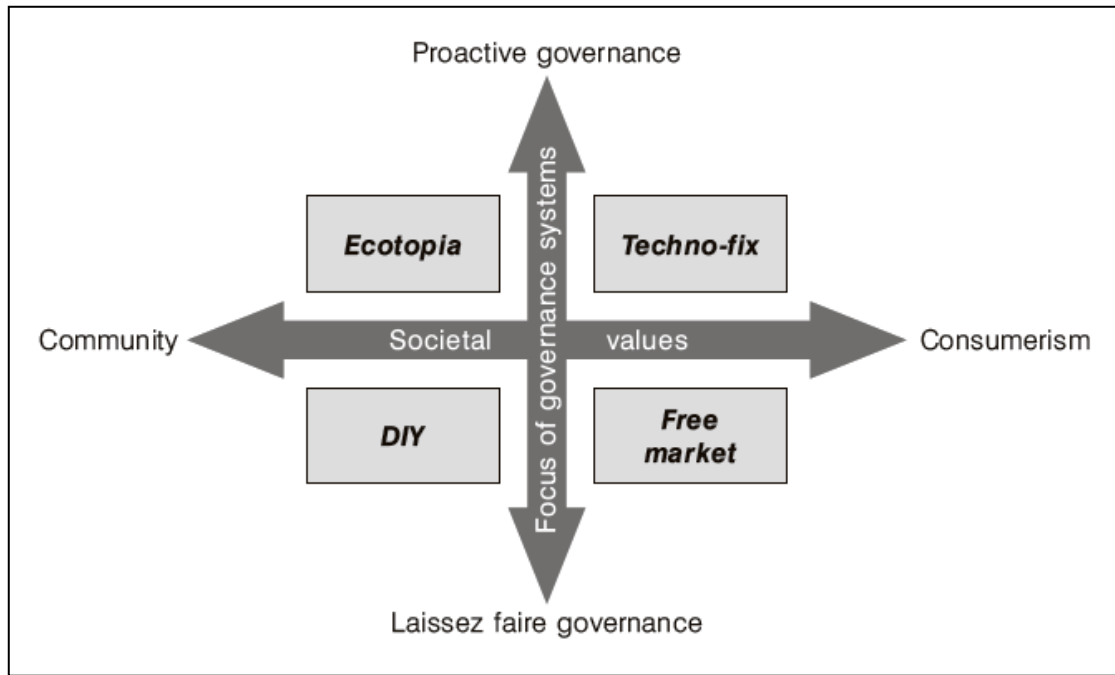 Proactive governance
Focus of governance systems
Ecotopia
Techno-fix
Community
Societal values
Consumerism
DIY
Free
market
Laissez faire governance